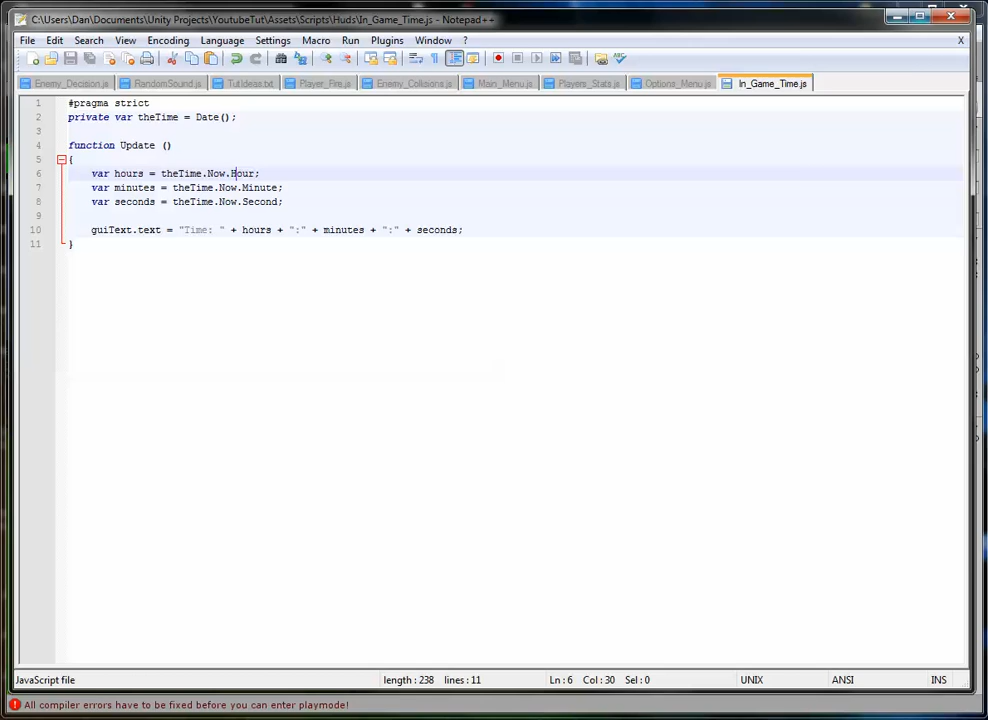 C:\Users\Dan\Documents\Unity Projects\YoutubeTut\Assets\Scripts\Huds\In_Game_Time.js - Notepad++
File Edit Search View Encoding Language Settings Macro Run Plugins Window ? X
Enemy_Decision.js RandomSound.js TutIdeas.txt Player_Fire.js Enemy_Collisions.js Main_Menu.js Players_Stats.js Options_Menu.js In_Game_Time.js
1 #pragma strict
2 private var theTime = Date();
3
4 function Update ()
5 {
6 var hours = theTime.Now.Hour;
7 var minutes = theTime.Now.Minute;
8 var seconds = theTime.Now.Second;
9
10 guiText.text = "Time: " + hours + ":" + minutes + ":" + seconds;
11 }
JavaScript file length : 238 lines : 11 Ln : 6 Col : 30 Sel : 0 UNIX ANSI INS
All compiler errors have to be fixed before you can enter playmode!